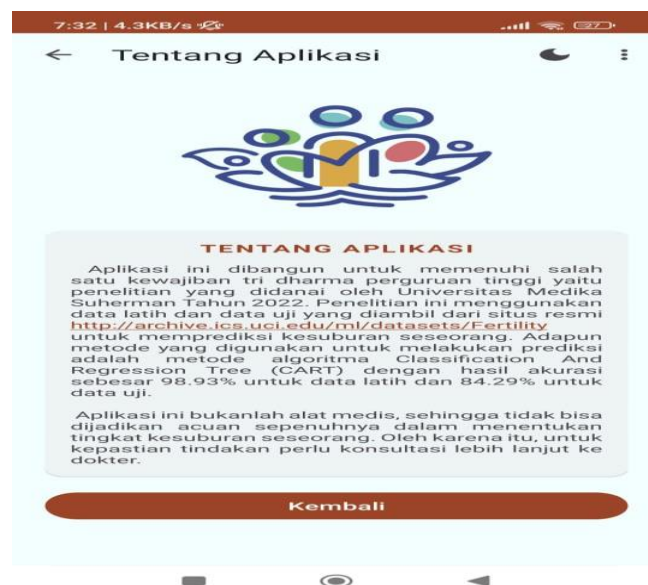 7:32 | 4.3KB/s
27
Tentang Aplikasi
TENTANG APLIKASI
Aplikasi ini dibangun untuk memenuhi salah
satu kewajiban tri dharma perguruan tinggi yaitu
penelitian yang didanai oleh Universitas Medika
Suherman Tahun 2022. Penelitian ini menggunakan
data latih dan data uji yang diambil dari situs resmi
http://archive.ics.uci.edu/ml/datasets/Fertility
untuk memprediksi kesuburan seseorang. Adapun
metode yang digunakan untuk melakukan prediksi
adalah metode algoritma Classification And
Regression Tree (CART) dengan hasil akurasi
sebesar 98.93% untuk data latih dan 84.29% untuk
data uji.
Aplikasi ini bukanlah alat medis, sehingga tidak bisa
dijadikan acuan sepenuhnya dalam menentukan
tingkat kesuburan seseorang. Oleh karena itu, untuk
kepastian tindakan perlu konsultasi lebih lanjut ke
dokter.
Kembali